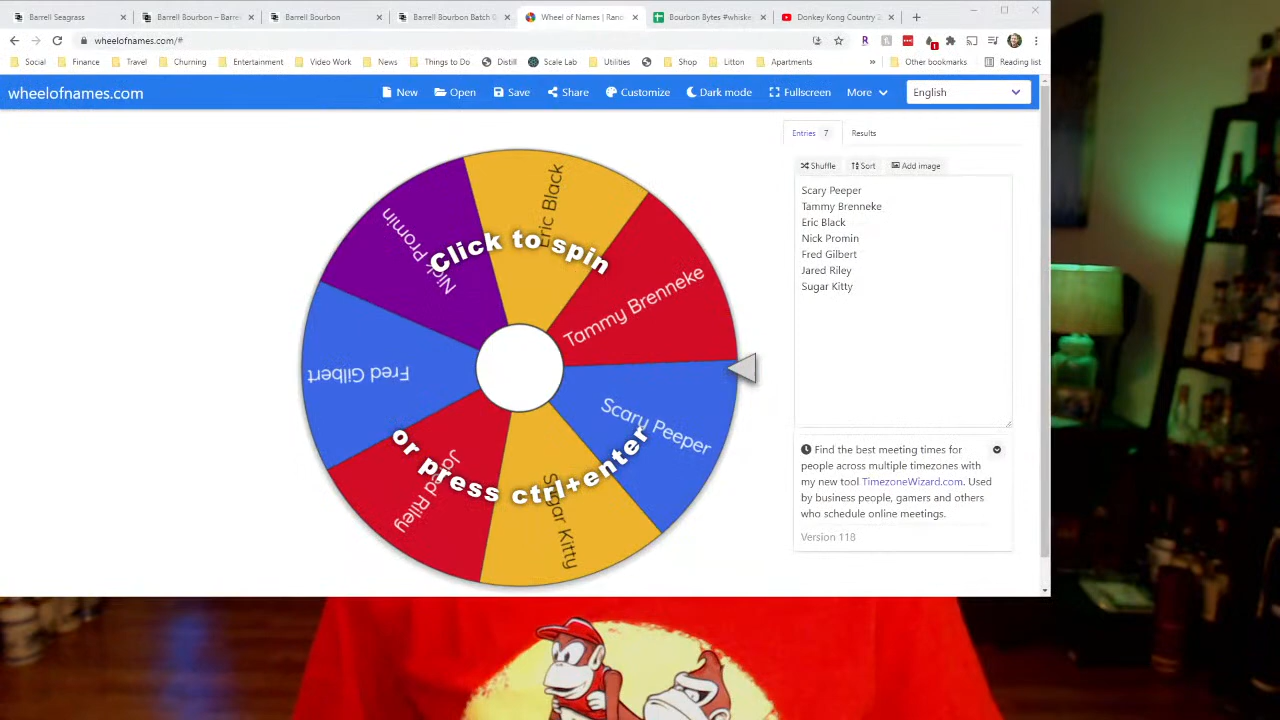 Barrell Seagrass
Barrell Bourbon – Barre
Barrell Bourbon
Barrell Bourbon Batch 0
Wheel of Names | Rand
Bourbon Bytes #whiske
Donkey Kong Country 2
wheelofnames.com/#
Social
Finance
Travel
Churning
Entertainment
Video Work
News
Things to Do
Distill
Scale Lab
Utilities
Shop
Litton
Apartments
»
Other bookmarks
Reading list
wheelofnames.com
New
Open
Save
Share
Customize
Dark mode
Fullscreen
More
English
Entries 7
Results
Shuffle
Sort
Add image
Scary Peeper
Tammy Brenneke
Eric Black
Nick Promin
Fred Gilbert
Jared Riley
Sugar Kitty
Eric Black
Nick Promin
Click to spin
Tammy Brenneke
Fred Gilbert
Scary Peeper
or press ctrl+enter
Jared Riley
Sugar Kitty
Find the best meeting times for
people across multiple timezones with
my new tool TimezoneWizard.com. Used
by business people, gamers and others
who schedule online meetings.
Version 118